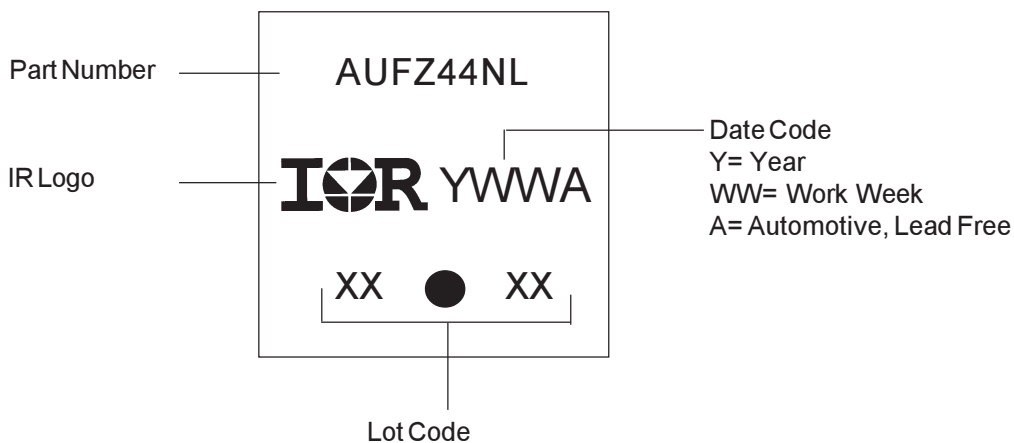 Part Number
AUFZ44NL
IR Logo
IOR YWWA
Date Code
Y= Year
WW= Work Week
A= Automotive, Lead Free
XX ● XX
Lot Code